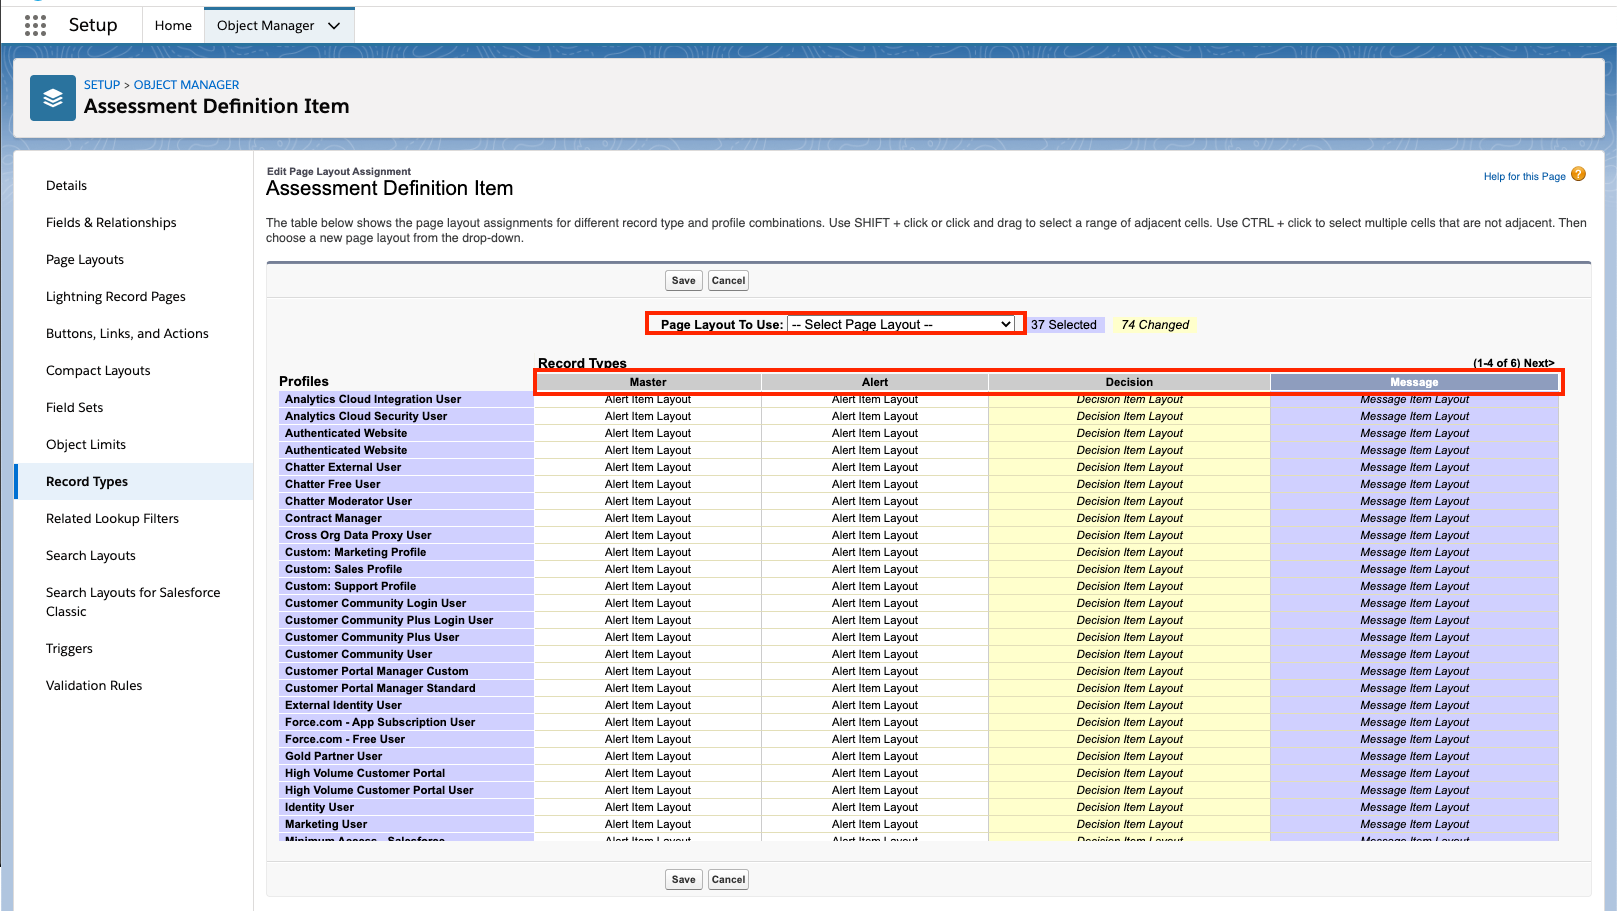 Setup
Home
Object Manager
SETUP > OBJECT MANAGER
Assessment Definition Item
Details
Fields & Relationships
Page Layouts
Lightning Record Pages
Buttons, Links, and Actions
Compact Layouts
Field Sets
Object Limits
Record Types
Related Lookup Filters
Search Layouts
Search Layouts for Salesforce
Classic
Triggers
Validation Rules
Edit Page Layout Assignment
Assessment Definition Item
Help for this Page ?
The table below shows the page layout assignments for different record type and profile combinations. Use SHIFT + click or click and drag to select a range of adjacent cells. Use CTRL + click to select multiple cells that are not adjacent. Then
choose a new page layout from the drop-down.
Save Cancel
Page Layout To Use: -- Select Page Layout -- 37 Selected 74 Changed
Record Types (1-4 of 6) Next>
Profiles Master Alert Decision Message
Analytics Cloud Integration User Alert Item Layout Alert Item Layout Decision Item Layout Message Item Layout
Analytics Cloud Security User Alert Item Layout Alert Item Layout Decision Item Layout Message Item Layout
Authenticated Website Alert Item Layout Alert Item Layout Decision Item Layout Message Item Layout
Authenticated Website Alert Item Layout Alert Item Layout Decision Item Layout Message Item Layout
Chatter External User Alert Item Layout Alert Item Layout Decision Item Layout Message Item Layout
Chatter Free User Alert Item Layout Alert Item Layout Decision Item Layout Message Item Layout
Chatter Moderator User Alert Item Layout Alert Item Layout Decision Item Layout Message Item Layout
Contract Manager Alert Item Layout Alert Item Layout Decision Item Layout Message Item Layout
Cross Org Data Proxy User Alert Item Layout Alert Item Layout Decision Item Layout Message Item Layout
Custom: Marketing Profile Alert Item Layout Alert Item Layout Decision Item Layout Message Item Layout
Custom: Sales Profile Alert Item Layout Alert Item Layout Decision Item Layout Message Item Layout
Custom: Support Profile Alert Item Layout Alert Item Layout Decision Item Layout Message Item Layout
Customer Community Login User Alert Item Layout Alert Item Layout Decision Item Layout Message Item Layout
Customer Community Plus Login User Alert Item Layout Alert Item Layout Decision Item Layout Message Item Layout
Customer Community Plus User Alert Item Layout Alert Item Layout Decision Item Layout Message Item Layout
Customer Community User Alert Item Layout Alert Item Layout Decision Item Layout Message Item Layout
Customer Portal Manager Custom Alert Item Layout Alert Item Layout Decision Item Layout Message Item Layout
Customer Portal Manager Standard Alert Item Layout Alert Item Layout Decision Item Layout Message Item Layout
External Identity User Alert Item Layout Alert Item Layout Decision Item Layout Message Item Layout
Force.com - App Subscription User Alert Item Layout Alert Item Layout Decision Item Layout Message Item Layout
Force.com - Free User Alert Item Layout Alert Item Layout Decision Item Layout Message Item Layout
Gold Partner User Alert Item Layout Alert Item Layout Decision Item Layout Message Item Layout
High Volume Customer Portal Alert Item Layout Alert Item Layout Decision Item Layout Message Item Layout
High Volume Customer Portal User Alert Item Layout Alert Item Layout Decision Item Layout Message Item Layout
Identity User Alert Item Layout Alert Item Layout Decision Item Layout Message Item Layout
Marketing User Alert Item Layout Alert Item Layout Decision Item Layout Message Item Layout
Minimum Access - Salesforce Alert Item Layout Alert Item Layout Decision Item Layout Message Item Layout
Save Cancel